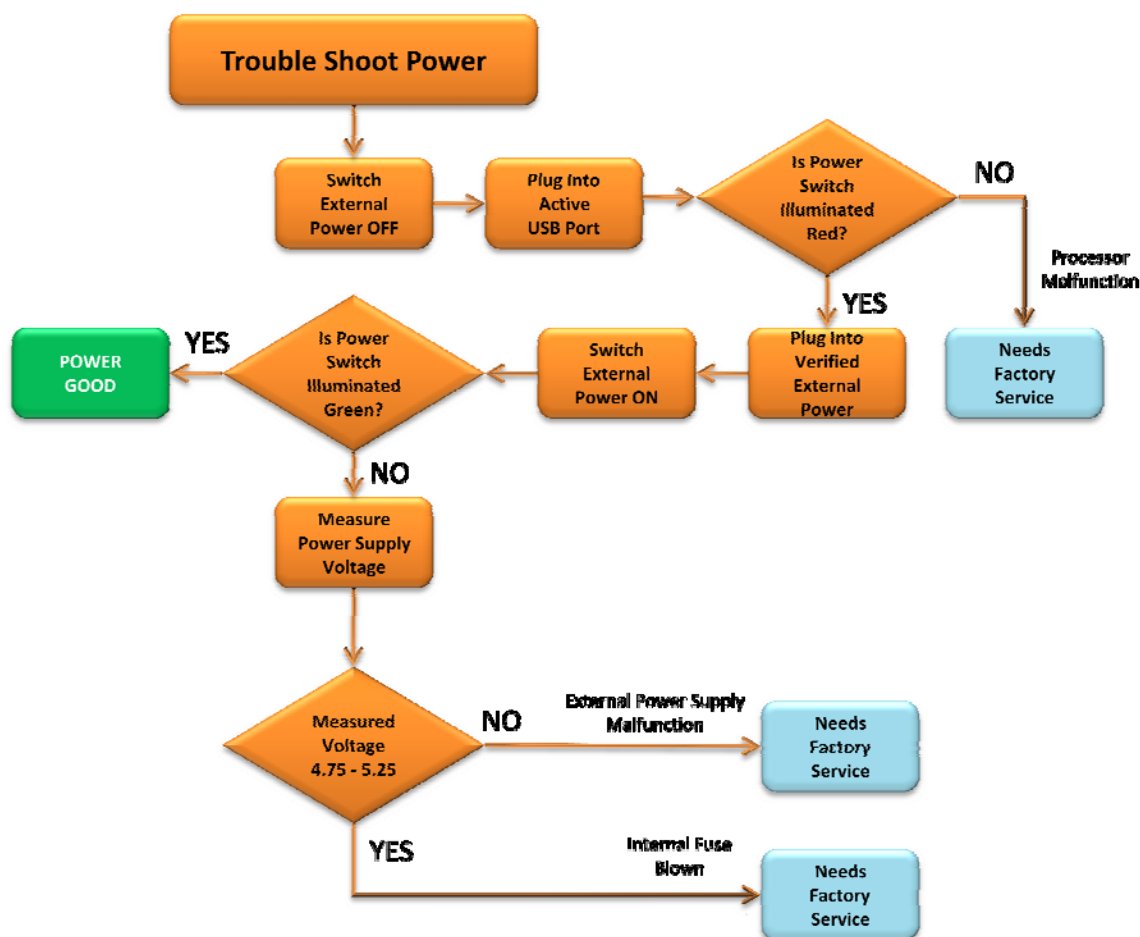 Trouble Shoot Power
Switch
External
Power OFF
Plug Into
Active
USB Port
Is Power
Switch
Illuminated
Red?
NO
Processor
Malfunction
Needs
Factory
Service
YES
Plug Into
Verified
External
Power
Switch
External
Power ON
Is Power
Switch
Illuminated
Green?
YES
POWER
GOOD
NO
Measure
Power Supply
Voltage
Measured
Voltage
4.75 - 5.25
NO
External Power Supply
Malfunction
Needs
Factory
Service
YES
Internal Fuse
Blown
Needs
Factory
Service